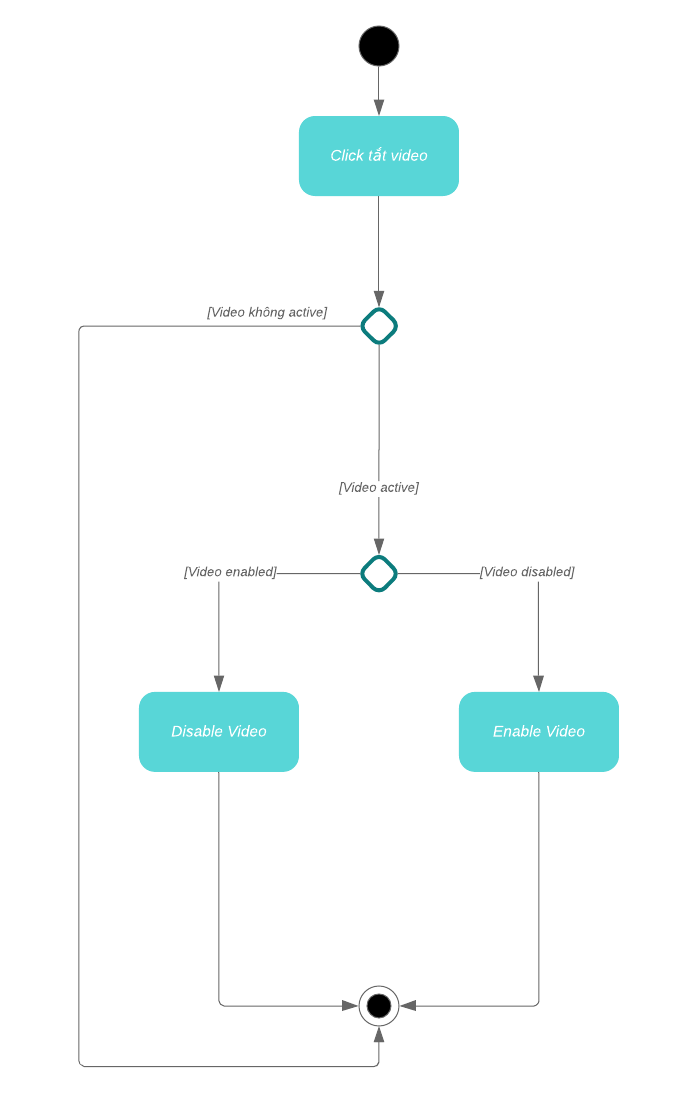 Click tắt video
[Video không active]
[Video active]
[Video enabled]
[Video disabled]
Disable Video
Enable Video